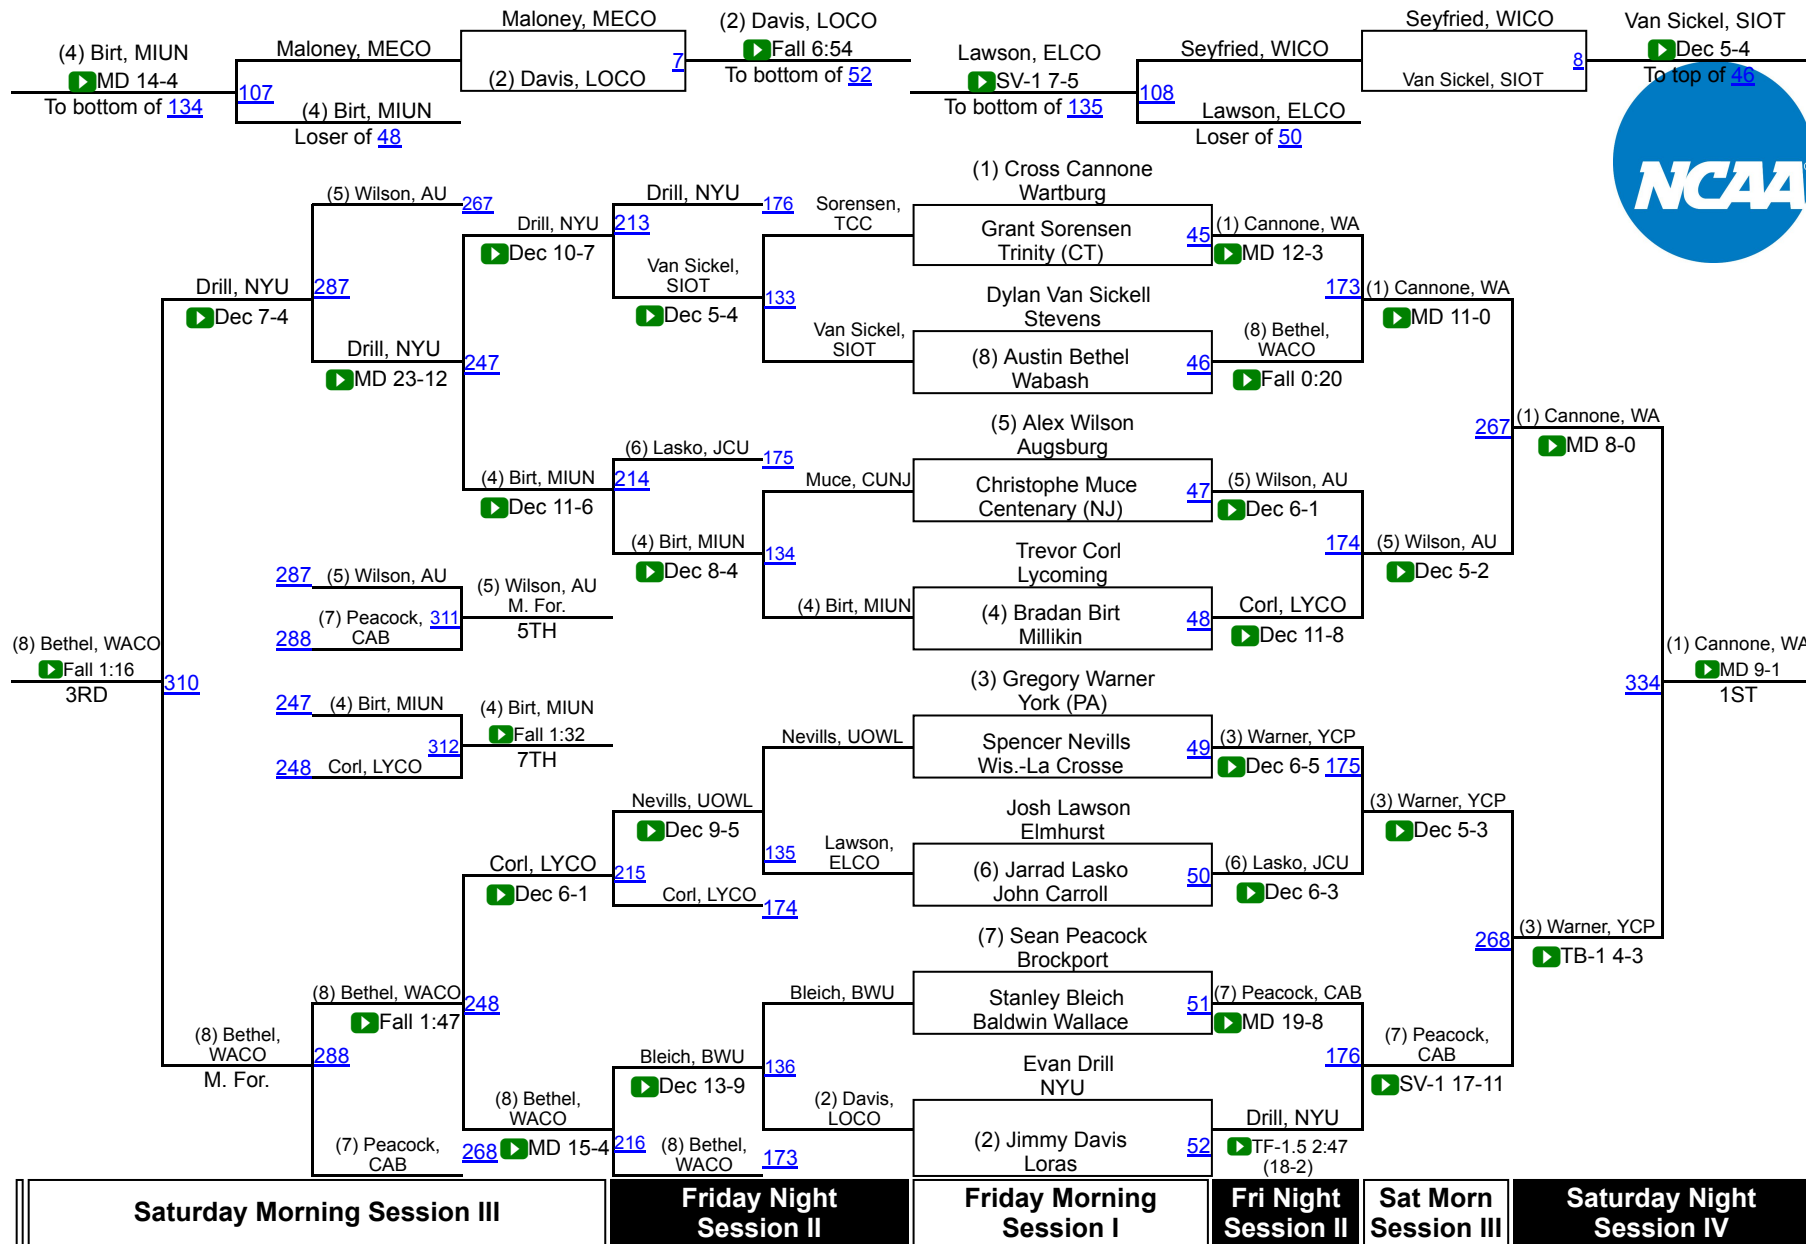 Maloney, MECO
(2) Davis, LOCO
Seyfried, WICO
Van Sickel, SIOT
(4) Birt, MIUN
Maloney, MECO
Fall 6:54
Lawson, ELCO
Seyfried, WICO
Dec 5-4
MD 14-4
(2) Davis, LOCO
7
To bottom of 52
SV-1 7-5
Van Sickel, SIOT
8
To top of 46
To bottom of 134
107
(4) Birt, MIUN
To bottom of 135
108
Lawson, ELCO
Loser of 48
Loser of 50
NCAA
(1) Cross Cannone
Wartburg
(5) Wilson, AU
267
Drill, NYU
176
Sorensen,
TCC
Drill, NYU
213
Grant Sorensen
Trinity (CT)
45
(1) Cannone, WA
MD 12-3
Dec 10-7
Van Sickel,
SIOT
Drill, NYU
287
133
Dylan Van Sickell
Stevens
173
(1) Cannone, WA
Dec 7-4
Dec 5-4
MD 11-0
Drill, NYU
247
Van Sickel,
SIOT
(8) Austin Bethel
Wabash
46
(8) Bethel,
WACO
MD 23-12
Fall 0:20
(5) Alex Wilson
Augsburg
267
(1) Cannone, WA
MD 8-0
(6) Lasko, JCU
175
(4) Birt, MIUN
214
Muce, CUNJ
Christophe Muce
Centenary (NJ)
47
(5) Wilson, AU
Dec 11-6
Dec 6-1
(4) Birt, MIUN
134
Trevor Corl
Lycoming
174
(5) Wilson, AU
Dec 8-4
Dec 5-2
287
(5) Wilson, AU
(5) Wilson, AU
M. For.
(4) Birt, MIUN
(4) Bradan Birt
Millikin
48
Corl, LYCO
(7) Peacock,
CAB
311
5TH
288
Dec 11-8
(8) Bethel, WACO
Fall 1:16
3RD
310
(1) Cannone, WA
MD 9-1
1ST
334
(3) Gregory Warner
York (PA)
247
(4) Birt, MIUN
(4) Birt, MIUN
Fall 1:32
312
7TH
248
Corl, LYCO
Nevills, UOWL
Spencer Nevills
Wis.-La Crosse
49
(3) Warner, YCP
Dec 6-5
175
Nevills, UOWL
Dec 9-5
Josh Lawson
Elmhurst
(3) Warner, YCP
Dec 5-3
Corl, LYCO
215
135
Lawson,
ELCO
(6) Jarrad Lasko
John Carroll
50
(6) Lasko, JCU
Dec 6-1
Corl, LYCO
174
Dec 6-3
(7) Sean Peacock
Brockport
268
(3) Warner, YCP
TB-1 4-3
(8) Bethel, WACO
248
Bleich, BWU
Stanley Bleich
Baldwin Wallace
51
(7) Peacock, CAB
Fall 1:47
MD 19-8
(8) Bethel,
WACO
288
M. For.
Bleich, BWU
136
Evan Drill
NYU
176
(7) Peacock,
CAB
Dec 13-9
SV-1 17-11
(8) Bethel,
WACO
(2) Davis,
LOCO
(2) Jimmy Davis
Loras
52
Drill, NYU
(7) Peacock,
CAB
268
MD 15-4
216
(8) Bethel,
WACO
173
TF-1.5 2:47
(18-2)
Saturday Morning Session III
Friday Night
Session II
Friday Morning
Session I
Fri Night
Session II
Sat Morn
Session III
Saturday Night
Session IV